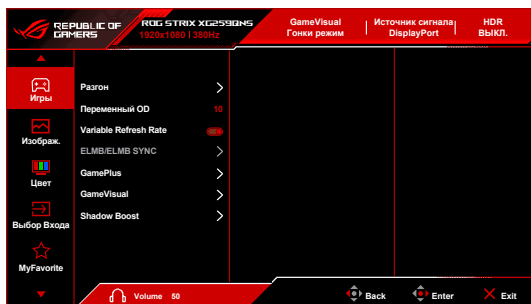 REPUBLIC OF
GAMERS
ROG STRIX XG259QNS
1920x1080 | 380Hz
GameVisual
Гонки режим
Источник сигнала
DisplayPort
HDR
ВЫКЛ.
Игры
Изображ.
Цвет
Выбор Входа
MyFavorite
Разгон
Переменный OD
10
Variable Refresh Rate
ELMB/ELMB SYNC
GamePlus
GameVisual
Shadow Boost
Volume 50
Back
Enter
Exit